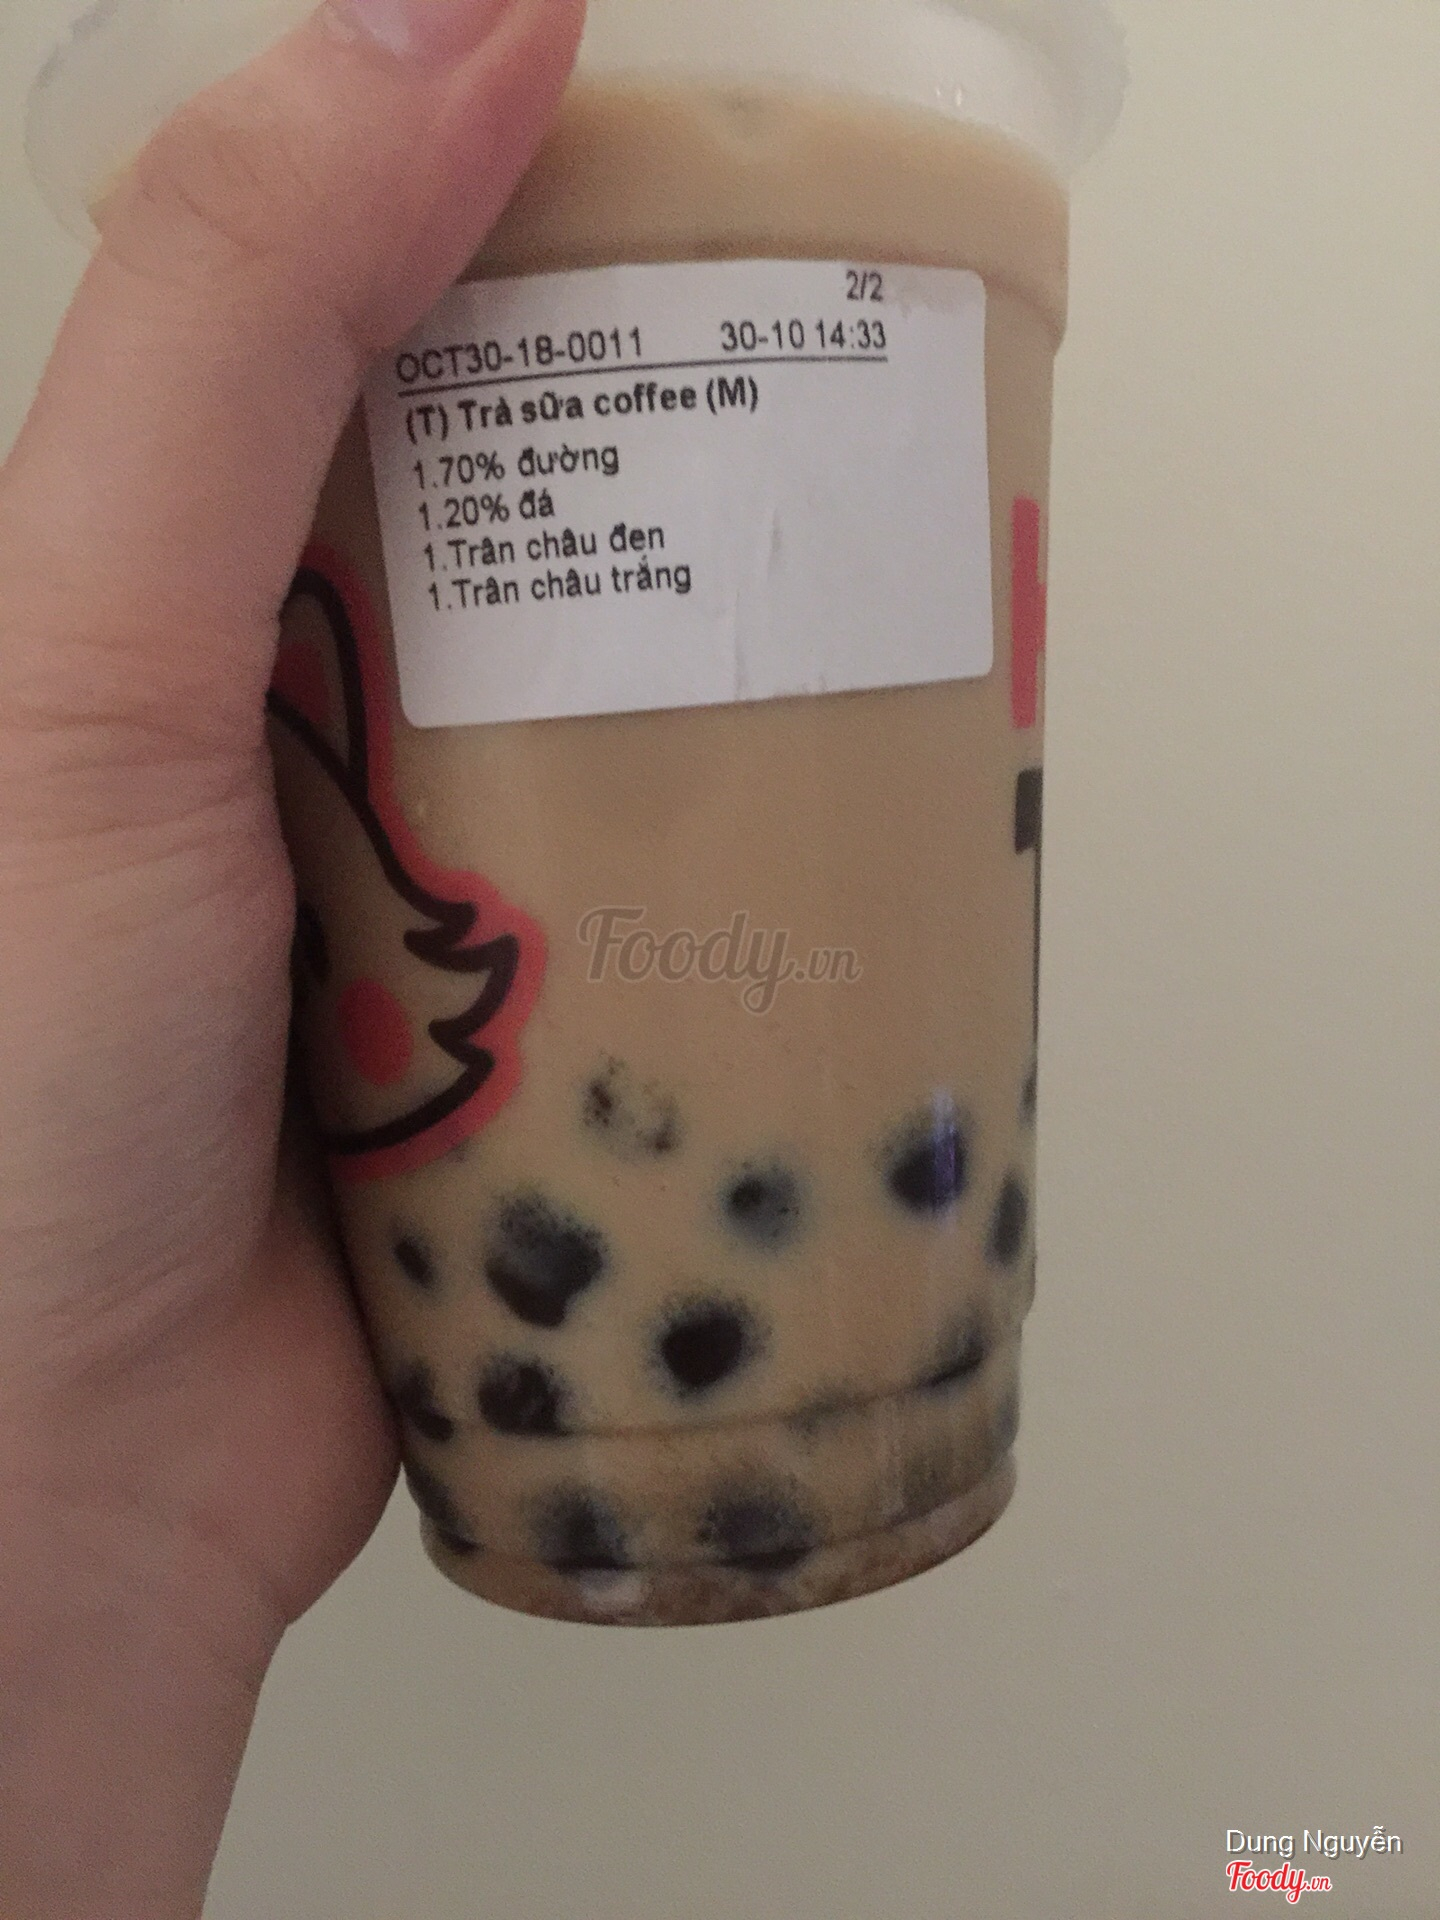 2/2
OCT30-18-0011 30-10 14:33
(T) Trà sữa coffee (M)
1.70% đường
1.20% đá
1.Trân châu đen
1.Trân châu trắng
Foody.vn
Dung Nguyễn
Foody.vn